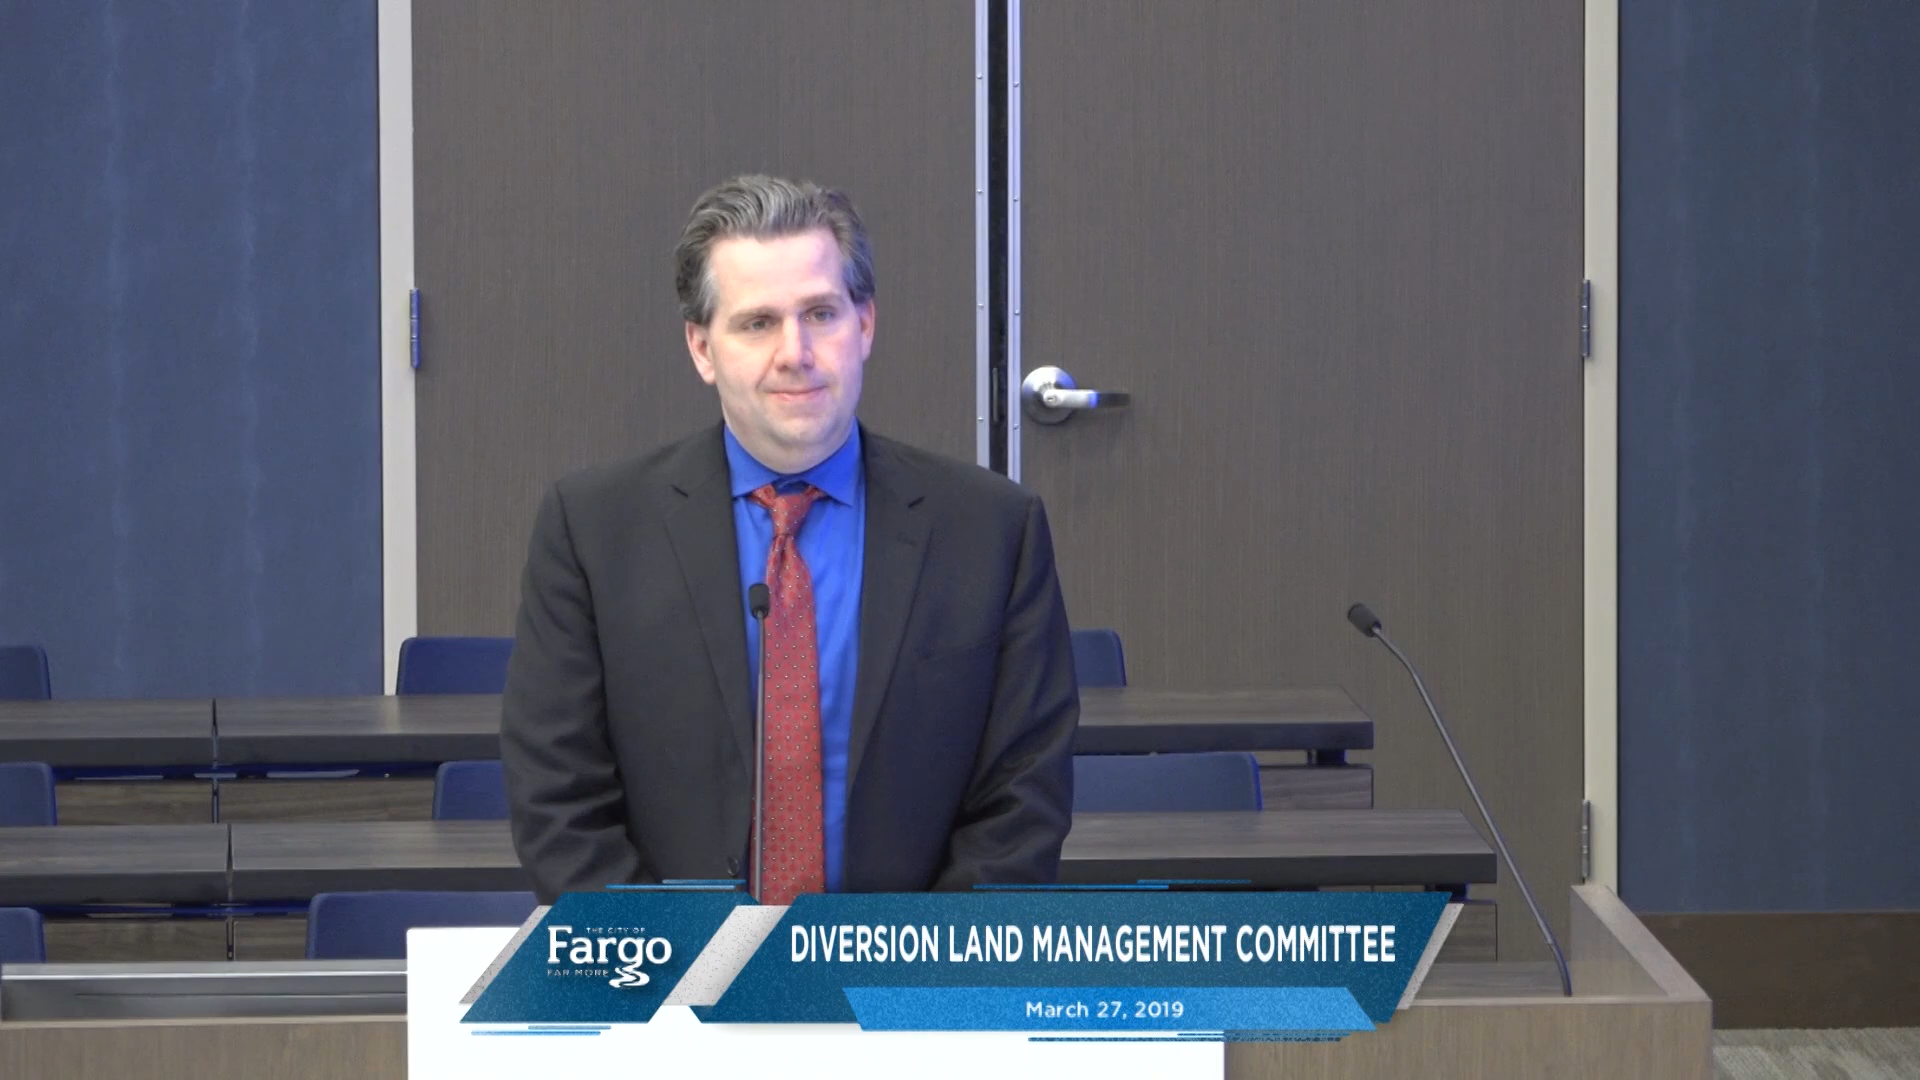 THE CITY OF
Fargo
FAR MORE
DIVERSION LAND MANAGEMENT COMMITTEE
March 27, 2019